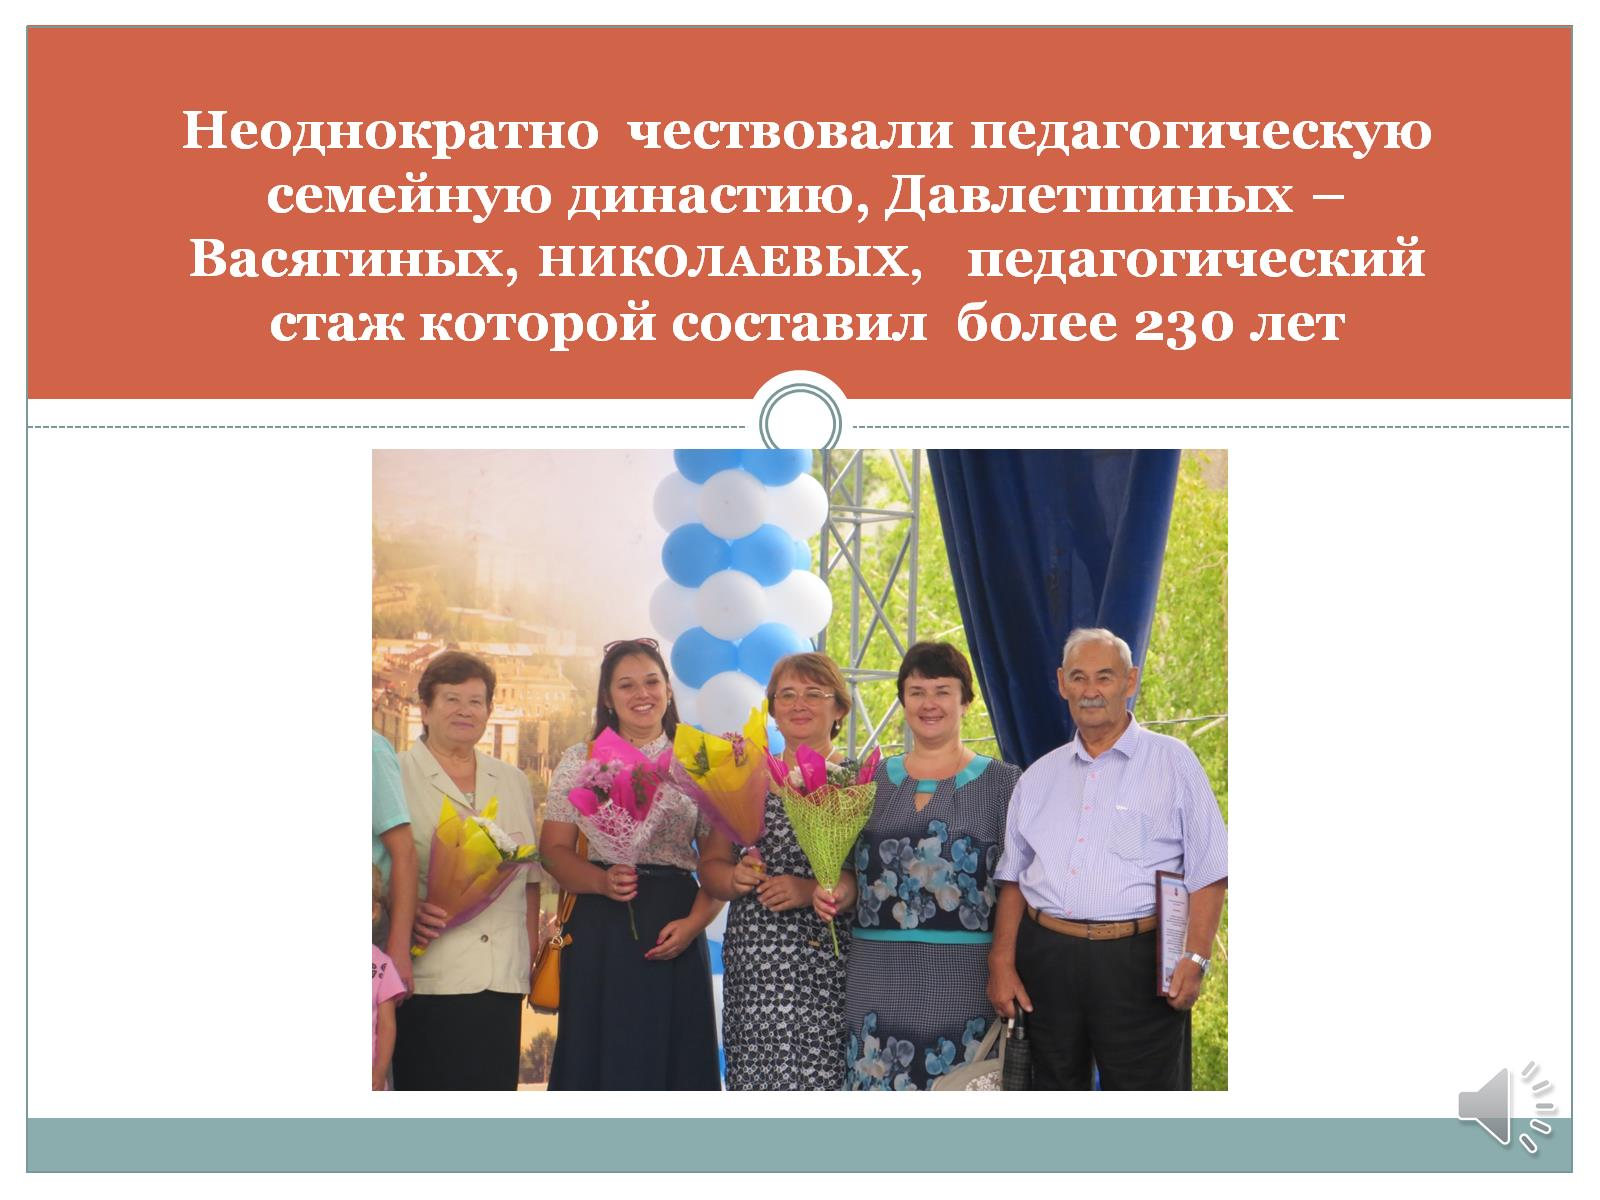 Неоднократно чествовали педагогическую
семейную династию, Давлетшиных –
Васягиных, НИКОЛАЕВЫХ, педагогический
стаж которой составил более 230 лет